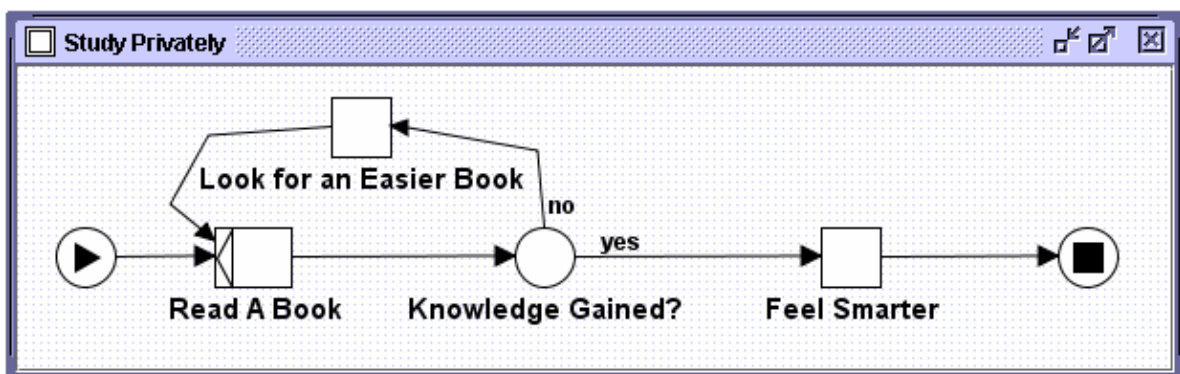 Study Privately
Look for an Easier Book
no
yes
Read A Book
Knowledge Gained?
Feel Smarter